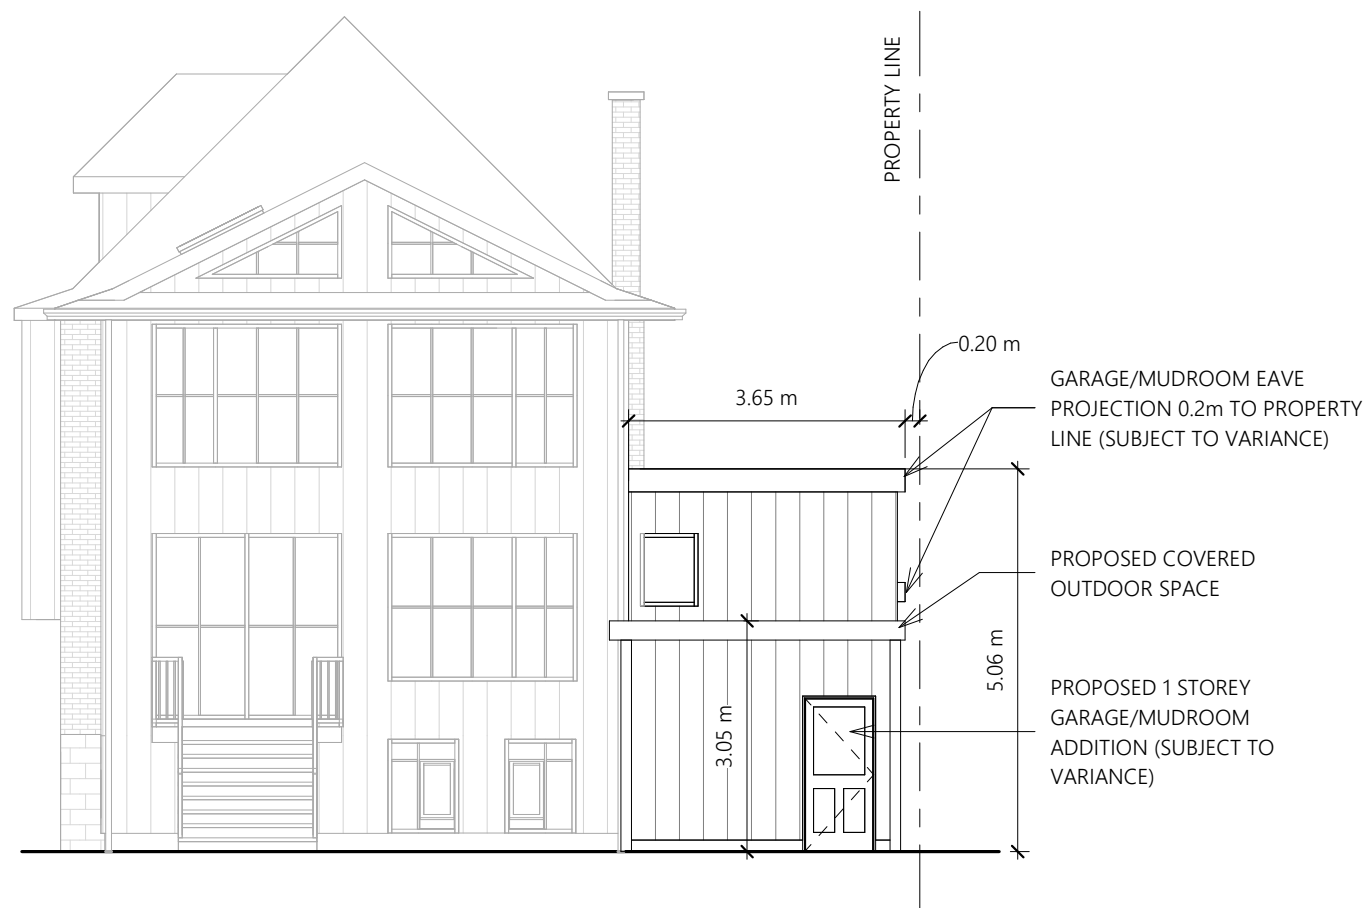 PROPERTY LINE
0.20 m
3.65 m
GARAGE/MUDROOM EAVE
PROJECTION 0.2m TO PROPERTY
LINE (SUBJECT TO VARIANCE)
PROPOSED COVERED
OUTDOOR SPACE
5.06 m
3.05 m
PROPOSED 1 STOREY
GARAGE/MUDROOM
ADDITION (SUBJECT TO
VARIANCE)